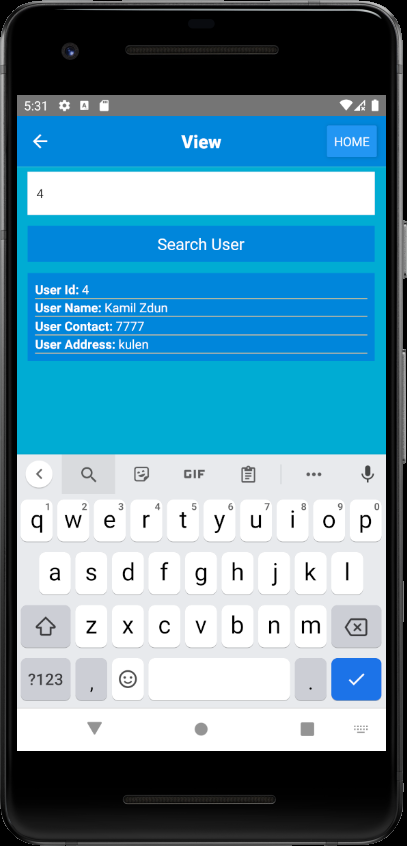 5:31
View
HOME
4
Search User
User Id: 4
User Name: Kamil Zdun
User Contact: 7777
User Address: kulen
GIF
1 2 3 4 5 6 7 8 9 0
q w e r t y u i o p
a s d f g h j k l
z x c v b n m
?123 , .